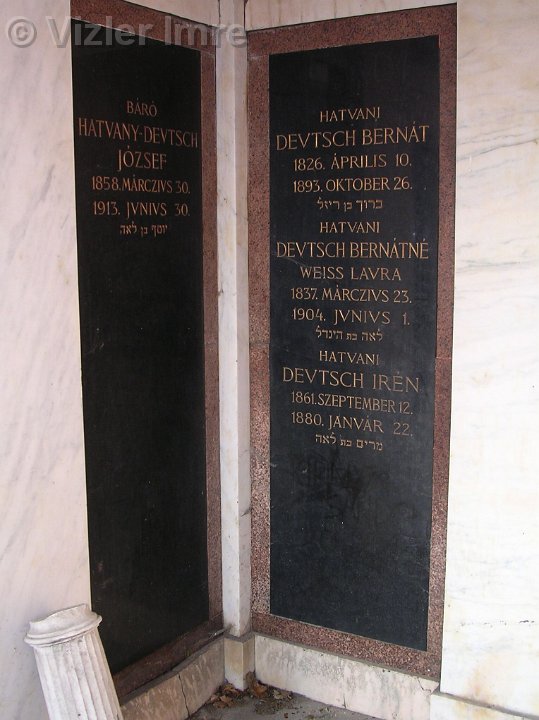 © Vizler Imre
BÁRÓ
HATVANY-DEVTSCH
JÓZSEF
1858. MÁRCZIVS 30.
1913. JVNIVS 30.
יוסף בן לאה
HATVANI
DEVTSCH BERNÁT
1826. ÁPRILIS 10.
1893. OKTOBER 26.
ברוך בן ריזל
HATVANI
DEVTSCH BERNÁTNÉ
WEISS LAVRA
1837. MÁRCZIVS 23.
1904. JVNIVS 1.
לאה בת הינדל
HATVANI
DEVTSCH IRÉN
1861. SZEPTEMBER 12.
1880. JANVÁR 22.
מרים בת לאה